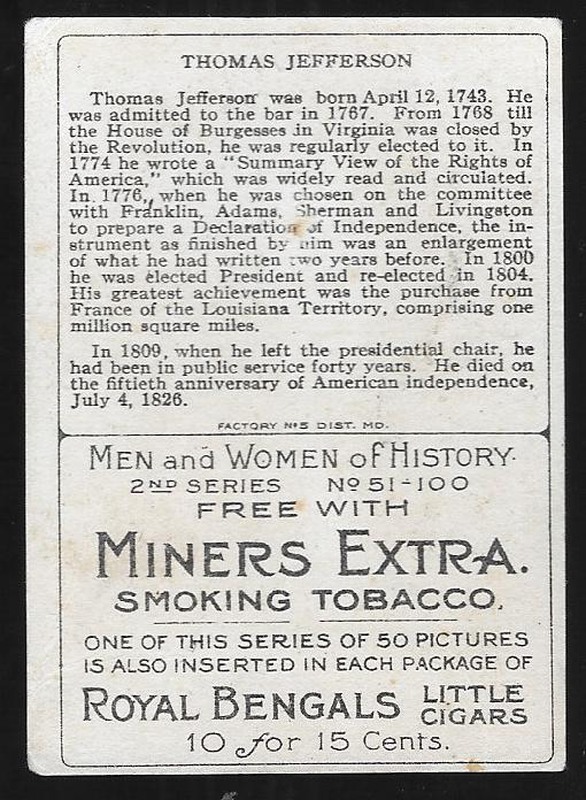 THOMAS JEFFERSON
Thomas Jefferson was born April 12, 1743. He
was admitted to the bar in 1767. From 1768 till
the House of Burgesses in Virginia was closed by
the Revolution, he was regularly elected to it. In
1774 he wrote a "Summary View of the Rights of
America," which was widely read and circulated.
In 1776, when he was chosen on the committee
with Franklin, Adams, Sherman and Livingston
to prepare a Declaration of Independence, the in-
strument as finished by him was an enlargement
of what he had written two years before. In 1800
he was elected President and re-elected in 1804.
His greatest achievement was the purchase from
France of the Louisiana Territory, comprising one
million square miles.
In 1809, when he left the presidential chair, he
had been in public service forty years. He died on
the fiftieth anniversary of American independence,
July 4, 1826.
FACTORY Nº5 DIST. MD.
MEN and WOMEN of HISTORY.
2ND SERIES Nº 51-100
FREE WITH
MINERS EXTRA.
SMOKING TOBACCO.
ONE OF THIS SERIES OF 50 PICTURES
IS ALSO INSERTED IN EACH PACKAGE OF
ROYAL BENGALS LITTLE CIGARS
10 for 15 Cents.